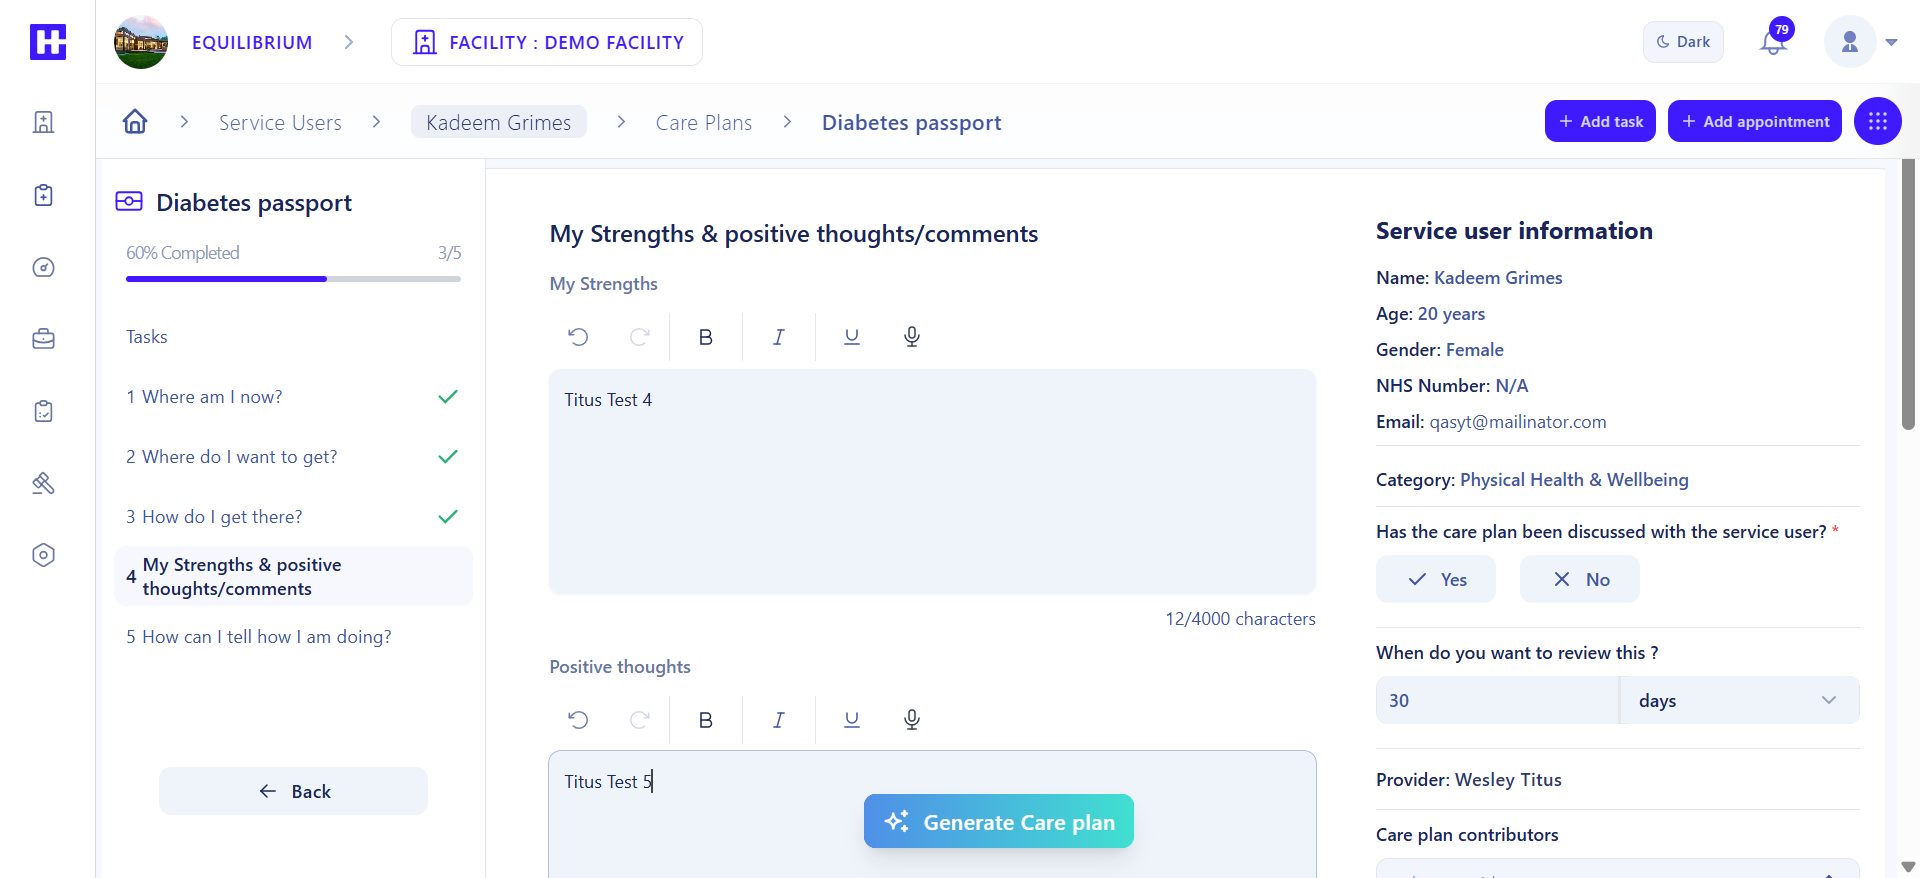 EQUILIBRIUM
FACILITY : DEMO FACILITY
Dark
79
Service Users
Kadeem Grimes
Care Plans
Diabetes passport
+ Add task
+ Add appointment
Diabetes passport
60% Completed
3/5
Tasks
1 Where am I now?
2 Where do I want to get?
3 How do I get there?
4 My Strengths & positive
thoughts/comments
5 How can I tell how I am doing?
Back
My Strengths & positive thoughts/comments
My Strengths
B I U
Titus Test 4
12/4000 characters
Positive thoughts
B I U
Titus Test 5
Generate Care plan
Service user information
Name: Kadeem Grimes
Age: 20 years
Gender: Female
NHS Number: N/A
Email: qasyt@mailinator.com
Category: Physical Health & Wellbeing
Has the care plan been discussed with the service user? *
Yes
No
When do you want to review this ?
30
days
Provider: Wesley Titus
Care plan contributors